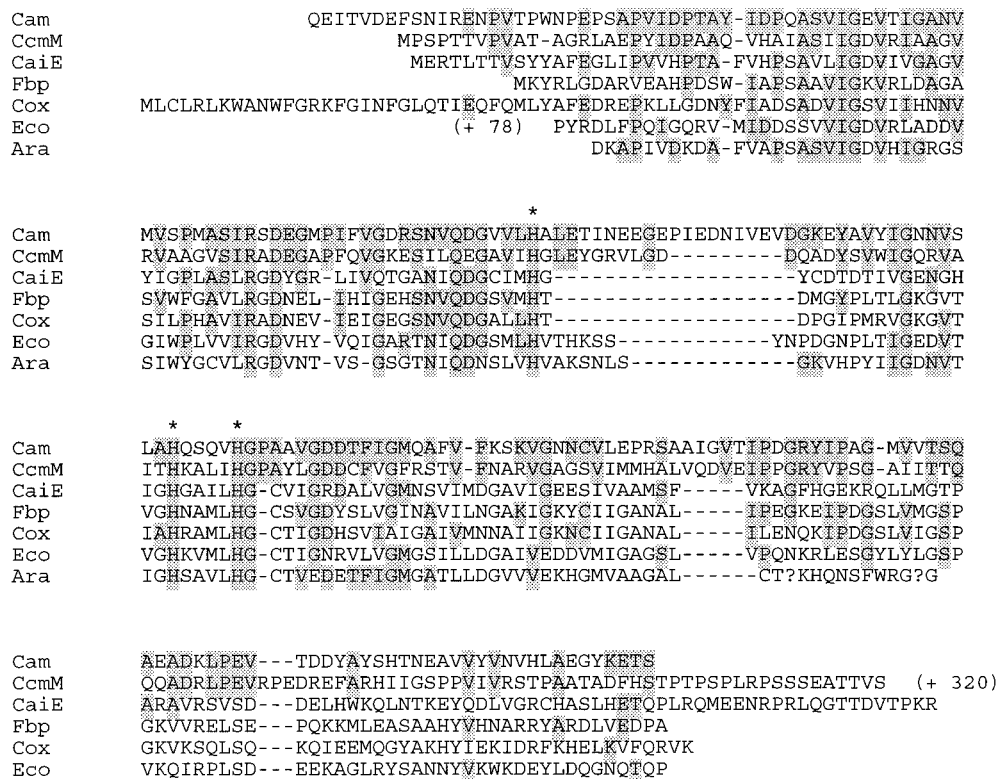 Cam QEITVDEFSNIRENPVTPWNPEPSAPVIDPTAY-IDPQASVIGEVTIGANV
CcmM MPSPTTVPVAT-AGRLAEPYIDPAAQ-VHAIASIIGDVRIAAGV
CaiE MERTLTTVSYYAFEGLIPVVHPTA-FVHPSAVLIGDVIVGAGV
Fbp MKYRLGDARVEAHPDSW-IAPSAAVIGKVRLDAGA
Cox MLCLRLKWANWFGRKFGINFGLQTIEQFQMLYAFEDREPKLLGDNYFIADSADVIGSVIIHNNV
Eco (+ 78) PYRDLFPQIGQRV-MIDDSSVVIGDVRLADDV
Ara DKAPIVDKDA-FVAPSASVIGDVHIGRGS
*
Cam MVSPMASIRSDEGMPIFVGDRSNVQDGVVLHALETINEEGEPIEDNIVEVDGKEYAVYIGNNVS
CcmM RVAAGVSIRADEGAPFQVGKESILQEGAVIHGLEYGRVLGD---------DQADYSVWIGQRVA
CaiE YIGPLASLRGDYGR-LIVQTGANIQDGCIMHG------------------YCDTDTIVGENGH
Fbp SVWFGAVLRGDNEL-IHIGEHSNVQDGSVMHT------------------DMGYPLTLGKGVT
Cox SILPHAVIRADNEV-IEIGEGSNVQDGALLHT------------------DPGIPMRVGKGVT
Eco GIWPLVVIRGDVHY-VQIGARTNIQDGSMLHVTHKSS-----------YNPDGNPLTIGEDVT
Ara SIWYGCVLRGDVNT-VS-GSGTNIQDNSLVHVAKSNLS------------GKVHPYIIGDNVT
* *
Cam LAHQSQVHGPAAVGDDTFIGMQAFV-FKSKVGNNCVLEPRSAAIGVTIPDGRYIPAG-MVVTSQ
CcmM ITHKALIHGPAYLGDDCFVGFRSTV-FNARVGAGSVIMMHALVQDVEIPPGRYVPSG-AIITTQ
CaiE IGHGAILHG-CVIGRDALVGMNSVIMDGAVIGEESIVAAMSF-----VKAGFHGEKRQLLMGTP
Fbp VGHNAMLHG-CSVGDYSLVGINAVILNGAKIGKYCIIGANAL-----IPEGKEIPDGSLVMGSP
Cox IAHRAMLHG-CTIGDHSVIAIGAIVMNNAIIGKNCIIGANAL-----ILENQKIPDGSLVIGSP
Eco VGHKVMLHG-CTIGNRVLVGMGSILLDGAIVEDDVMIGAGSL-----VPQNKRLESGYLYLGSP
Ara IGHSAVLHG-CTVEDETFIGMGATLLDGVVVEKHGMVAAGAL------CT?KHQNSFWRG?G
Cam AEADKLPEV---TDDYAYSHTNEAVVYVNVHLAEGYKETS
CcmM QQADRLPEVRPEDREFARHIIGSPPVIVRSTPAATADFHSTPTPSPLRPSSSEATTVS (+ 320)
CaiE ARAVRSVSD---DELHWKQLNTKEYQDLVGRCHASLHETQPLRQMEENRPRLQGTTDVTPKR
Fbp GKVVRELSE---PQKKMLEASAAHYVHNARRYARDLVEDPA
Cox GKVKSQLSQ---KQIEEMQGYAKHYIEKIDRFKHELKVFQRVK
Eco VKQIRPLSD---EEKAGLRYSANNYVKWKDEYLDQGNQTQP